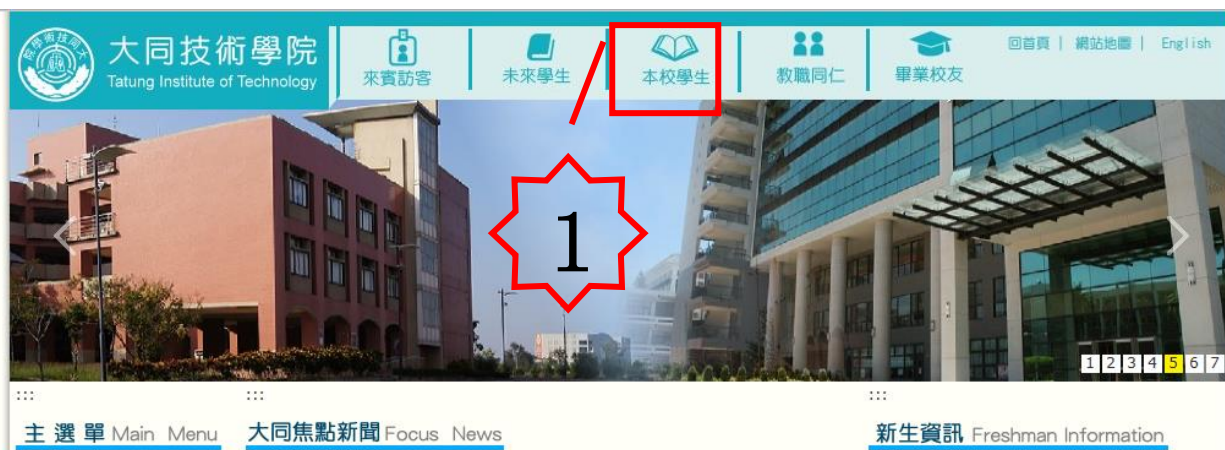 大同技術學院
Tatung Institute of Technology
來賓訪客
未來學生
本校學生
教職同仁
畢業校友
回首頁 | 網站地圖 | English
1
1 2 3 4 5 6 7
主 選 單 Main Menu
大同焦點新聞 Focus News
新生資訊 Freshman Information